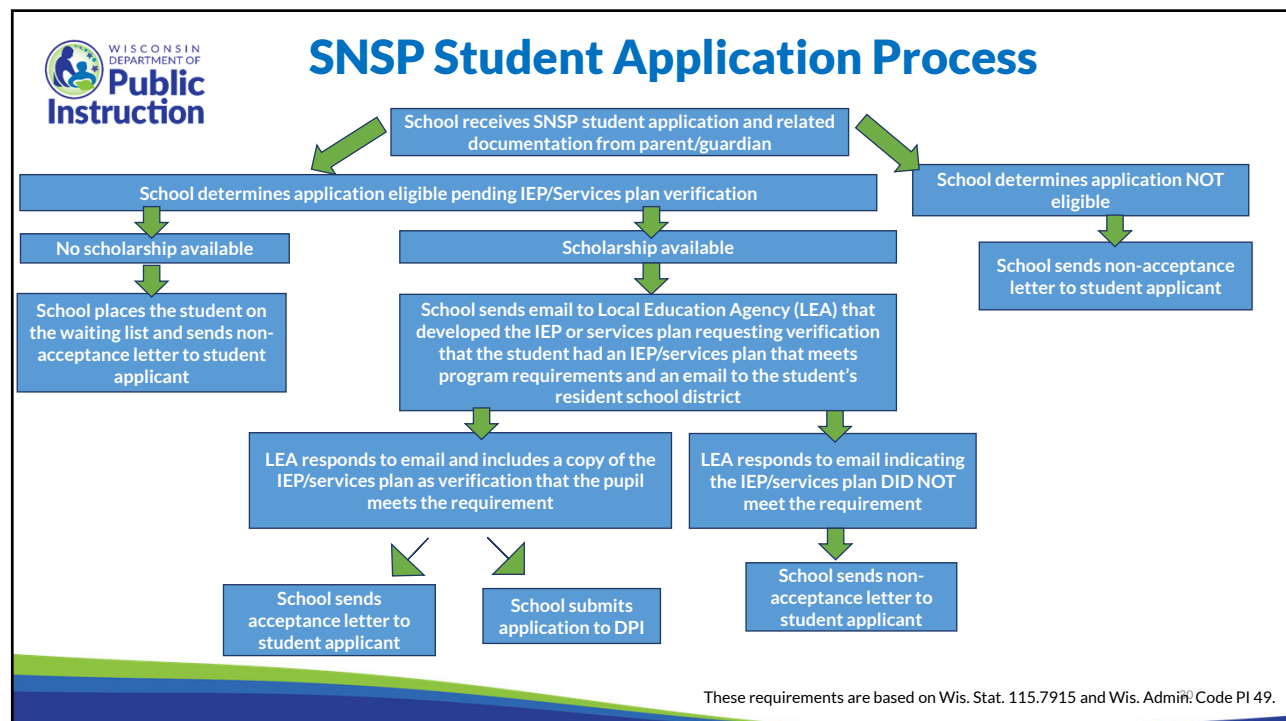 WISCONSIN
DEPARTMENT OF
Public
Instruction
SNSP Student Application Process
School receives SNSP student application and related
documentation from parent/guardian
School determines application eligible pending IEP/Services plan verification
School determines application NOT
eligible
No scholarship available
Scholarship available
School sends non-acceptance
letter to student applicant
School places the student on
the waiting list and sends non-
acceptance letter to student
applicant
School sends email to Local Education Agency (LEA) that
developed the IEP or services plan requesting verification
that the student had an IEP/services plan that meets
program requirements and an email to the student's
resident school district
LEA responds to email and includes a copy of the
IEP/services plan as verification that the pupil
meets the requirement
LEA responds to email indicating
the IEP/services plan DID NOT
meet the requirement
School sends
acceptance letter to
student applicant
School submits
application to DPI
School sends non-
acceptance letter to
student applicant
These requirements are based on Wis. Stat. 115.7915 and Wis. Admin. Code PI 49.